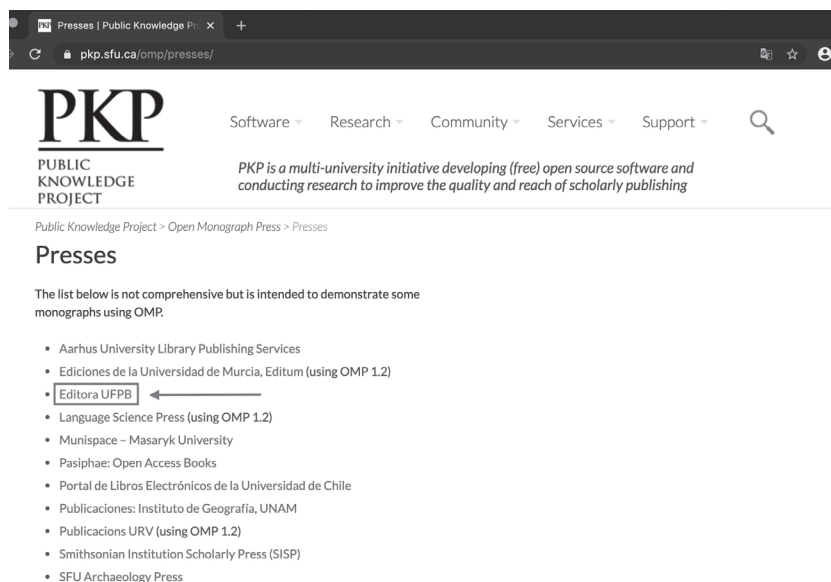 PKP Presses | Public Knowledge Pr
pkp.sfu.ca/omp/presses/
PKP
PUBLIC
KNOWLEDGE
PROJECT
Software Research Community Services Support
PKP is a multi-university initiative developing (free) open source software and
conducting research to improve the quality and reach of scholarly publishing
Public Knowledge Project > Open Monograph Press > Presses
Presses
The list below is not comprehensive but is intended to demonstrate some
monographs using OMP.
• Aarhus University Library Publishing Services
• Ediciones de la Universidad de Murcia, Editum (using OMP 1.2)
• Editora UFPB
• Language Science Press (using OMP 1.2)
• Munispace – Masaryk University
• Pasiphae: Open Access Books
• Portal de Libros Electrónicos de la Universidad de Chile
• Publicaciones: Instituto de Geografía, UNAM
• Publicacions URV (using OMP 1.2)
• Smithsonian Institution Scholarly Press (SISP)
• SFU Archaeology Press